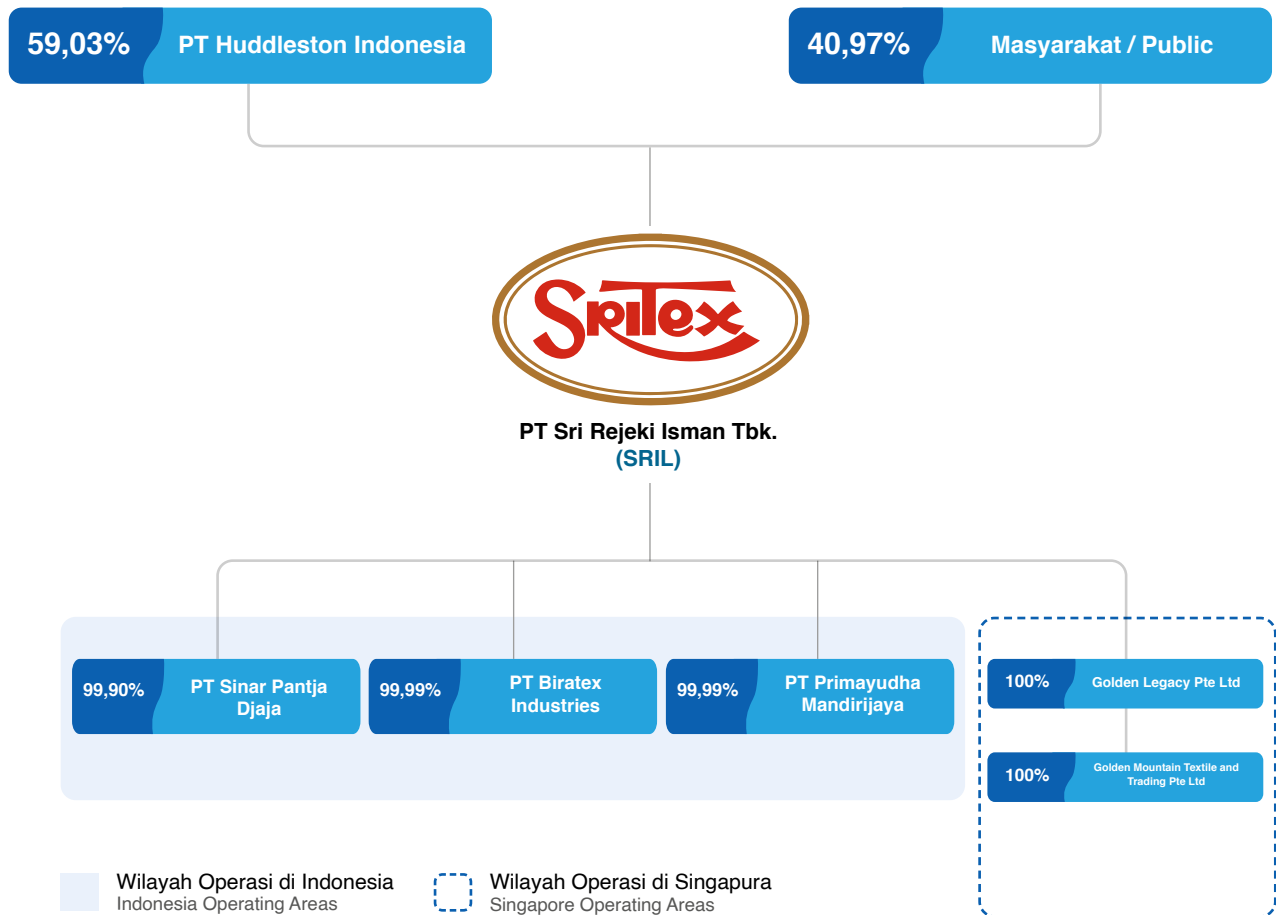 59,03%
PT Huddleston Indonesia
40,97%
Masyarakat / Public
SRITEX
PT Sri Rejeki Isman Tbk.
(SRIL)
99,90%
PT Sinar Pantja
Djaja
99,99%
PT Biratex
Industries
99,99%
PT Primayudha
Mandirijaya
100%
Golden Legacy Pte Ltd
100%
Golden Mountain Textile and
Trading Pte Ltd
Wilayah Operasi di Indonesia
Indonesia Operating Areas
Wilayah Operasi di Singapura
Singapore Operating Areas